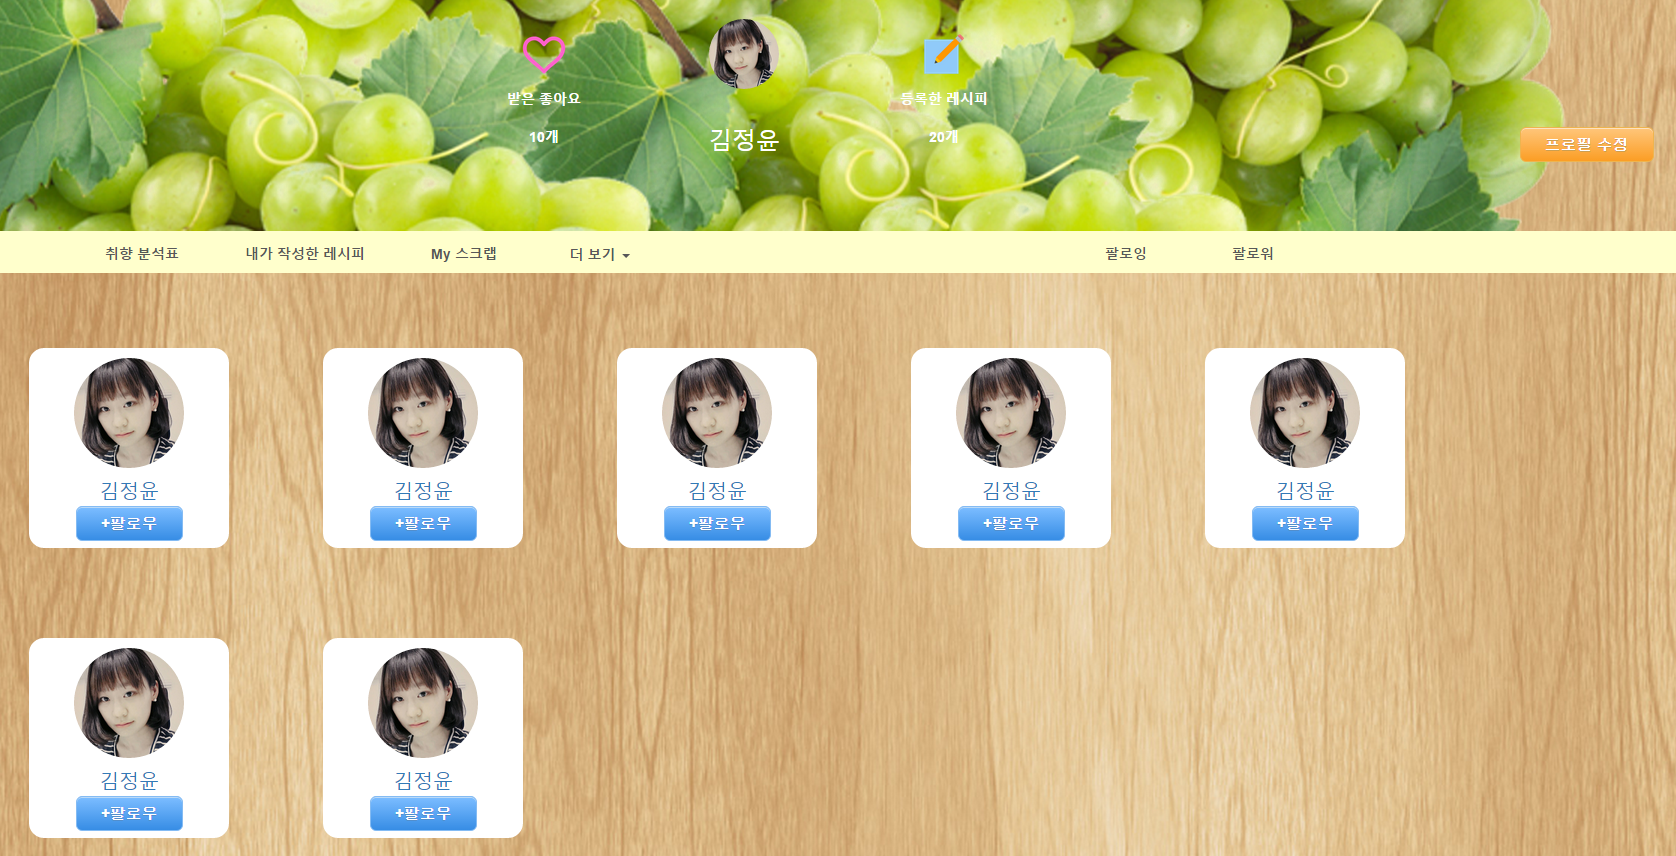 받은 좋아요
10개
김정윤
등록한 레시피
20개
프로필 수정
취향 분석표
내가 작성한 레시피
My 스크랩
더 보기
팔로잉
팔로워
김정윤
+팔로우
김정윤
+팔로우
김정윤
+팔로우
김정윤
+팔로우
김정윤
+팔로우
김정윤
+팔로우
김정윤
+팔로우